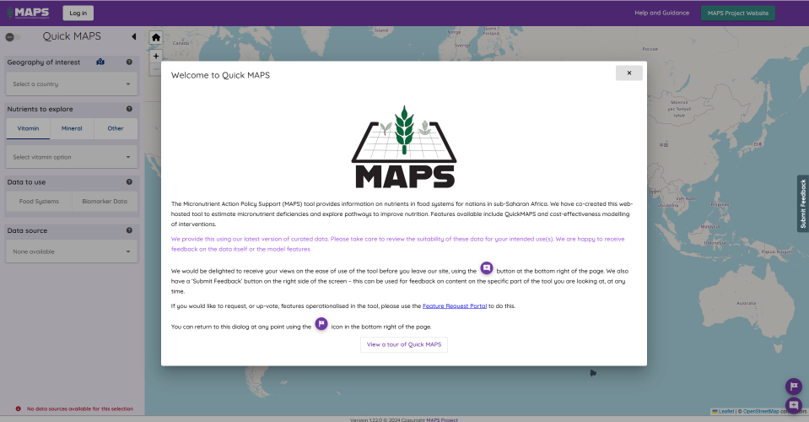 MAPS
Log in
Help and Guidance
MAPS Project Website
Quick MAPS
Geography of interest
Select a country
Nutrients to explore
Vitamin
Mineral
Other
Select vitamin option
Data to use
Food Systems
Biomarker Data
Data source
None available
No data sources available for this selection
+
Welcome to Quick MAPS
×
MAPS
The Micronutrient Action Policy Support (MAPS) tool provides information on nutrients in food systems for nations in sub-Saharan Africa. We have co-created this web-
hosted tool to estimate micronutrient deficiencies and explore pathways to improve nutrition. Features available include QuickMAPS and cost-effectiveness modelling
of interventions.
We provide this using our latest version of curated data. Please take care to review the suitability of these data for your intended use(s). We are happy to receive
feedback on the data itself or the model features.
We would be delighted to receive your views on the ease of use of the tool before you leave our site, using the button at the bottom right of the page. We also
have a 'Submit Feedback' button on the right side of the screen – this can be used for feedback on content on the specific part of the tool you are looking at, at any
time.
If you would like to request, or up-vote, features operationalised in the tool, please use the Feature Request Portal to do this.
You can return to this dialog at any point using the icon in the bottom right of the page.
View a tour of Quick MAPS
Submit Feedback
Canada
Россия
中国
Australia
Leaflet | © OpenStreetMap
Version 1.22.0 © 2024 Copyright MAPS Project